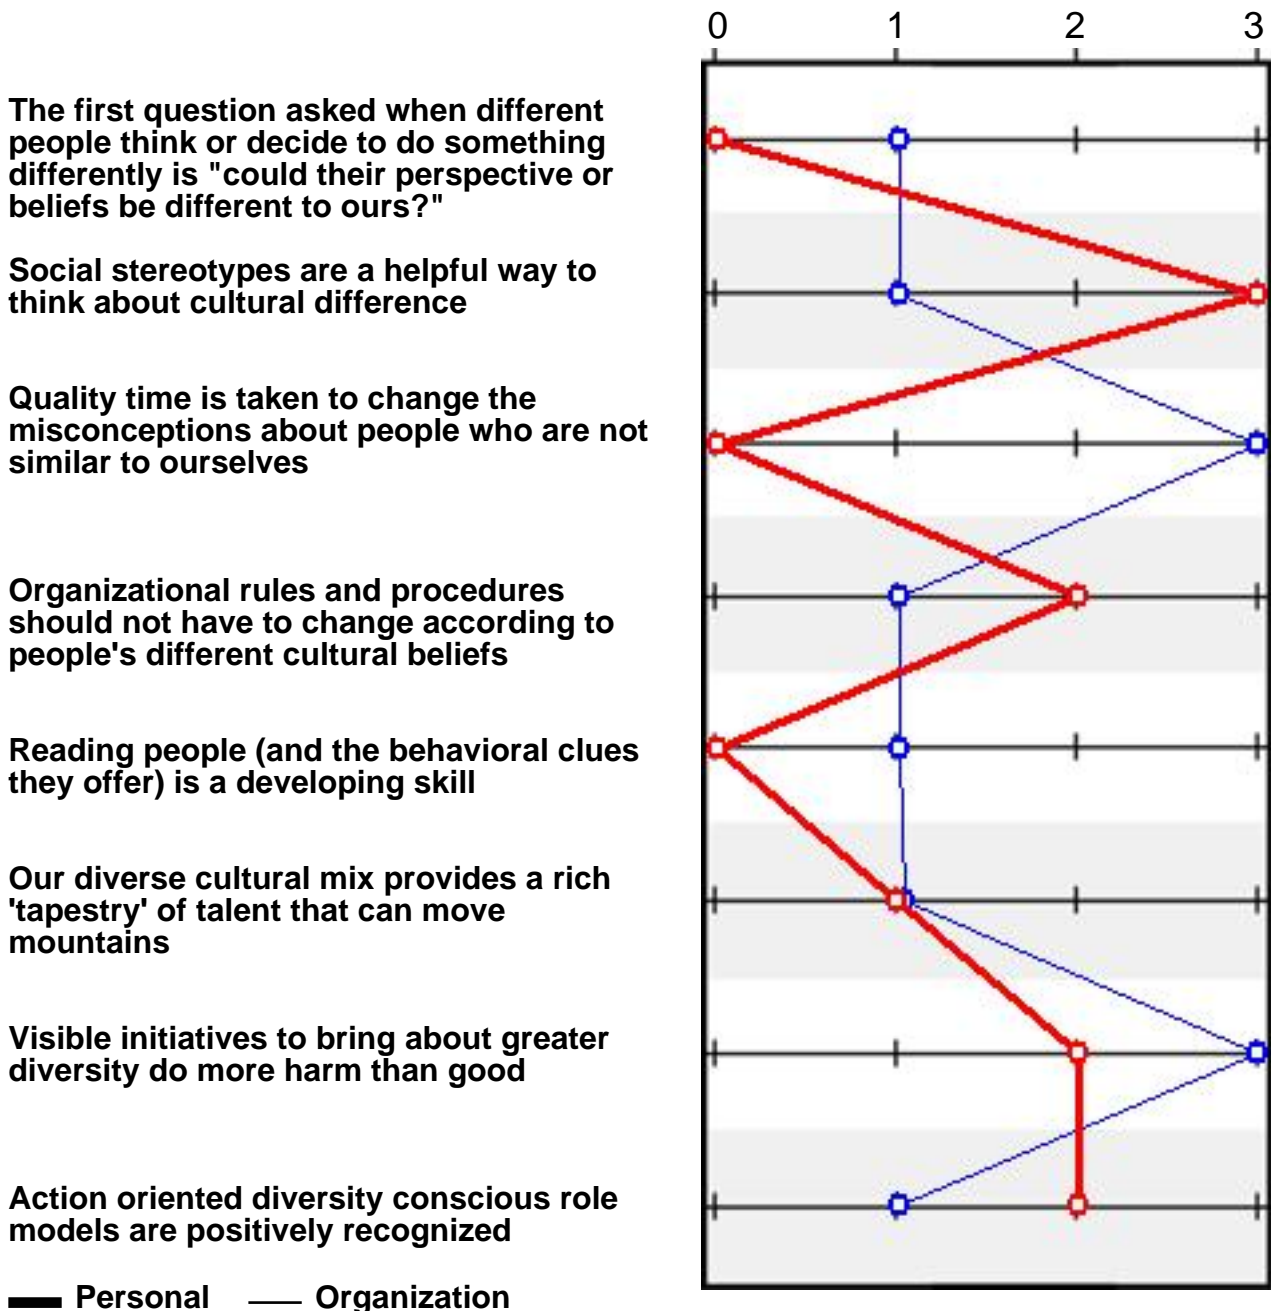 0 1 2 3
The first question asked when different
people think or decide to do something
differently is "could their perspective or
beliefs be different to ours?"
Social stereotypes are a helpful way to
think about cultural difference
Quality time is taken to change the
misconceptions about people who are not
similar to ourselves
Organizational rules and procedures
should not have to change according to
people's different cultural beliefs
Reading people (and the behavioral clues
they offer) is a developing skill
Our diverse cultural mix provides a rich
'tapestry' of talent that can move
mountains
Visible initiatives to bring about greater
diversity do more harm than good
Action oriented diversity conscious role
models are positively recognized
Personal Organization